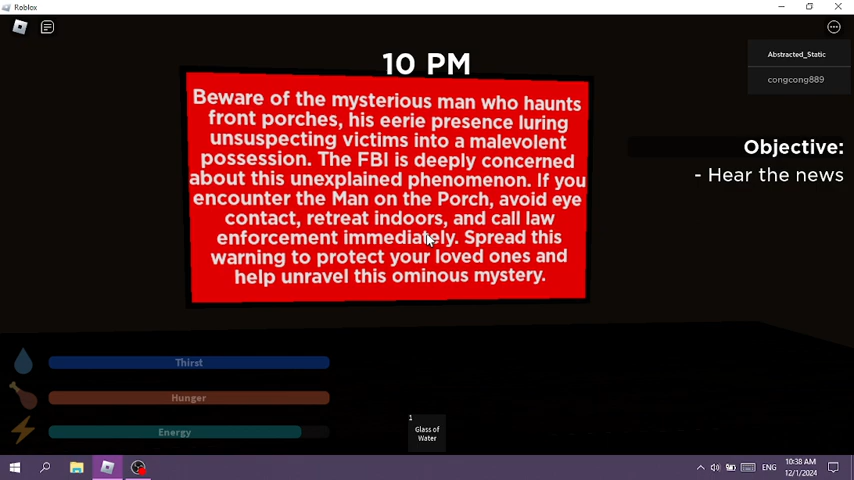 Roblox
Abstracted_Static
congcong889
10 PM
Beware of the mysterious man who haunts
front porches, his eerie presence luring
unsuspecting victims into a malevolent
possession. The FBI is deeply concerned
about this unexplained phenomenon. If you
encounter the Man on the Porch, avoid eye
contact, retreat indoors, and call law
enforcement immediately. Spread this
warning to protect your loved ones and
help unravel this ominous mystery.
Objective:
- Hear the news
Thirst
Hunger
Energy
1
Glass of
Water
ENG
10:38 AM
12/1/2024